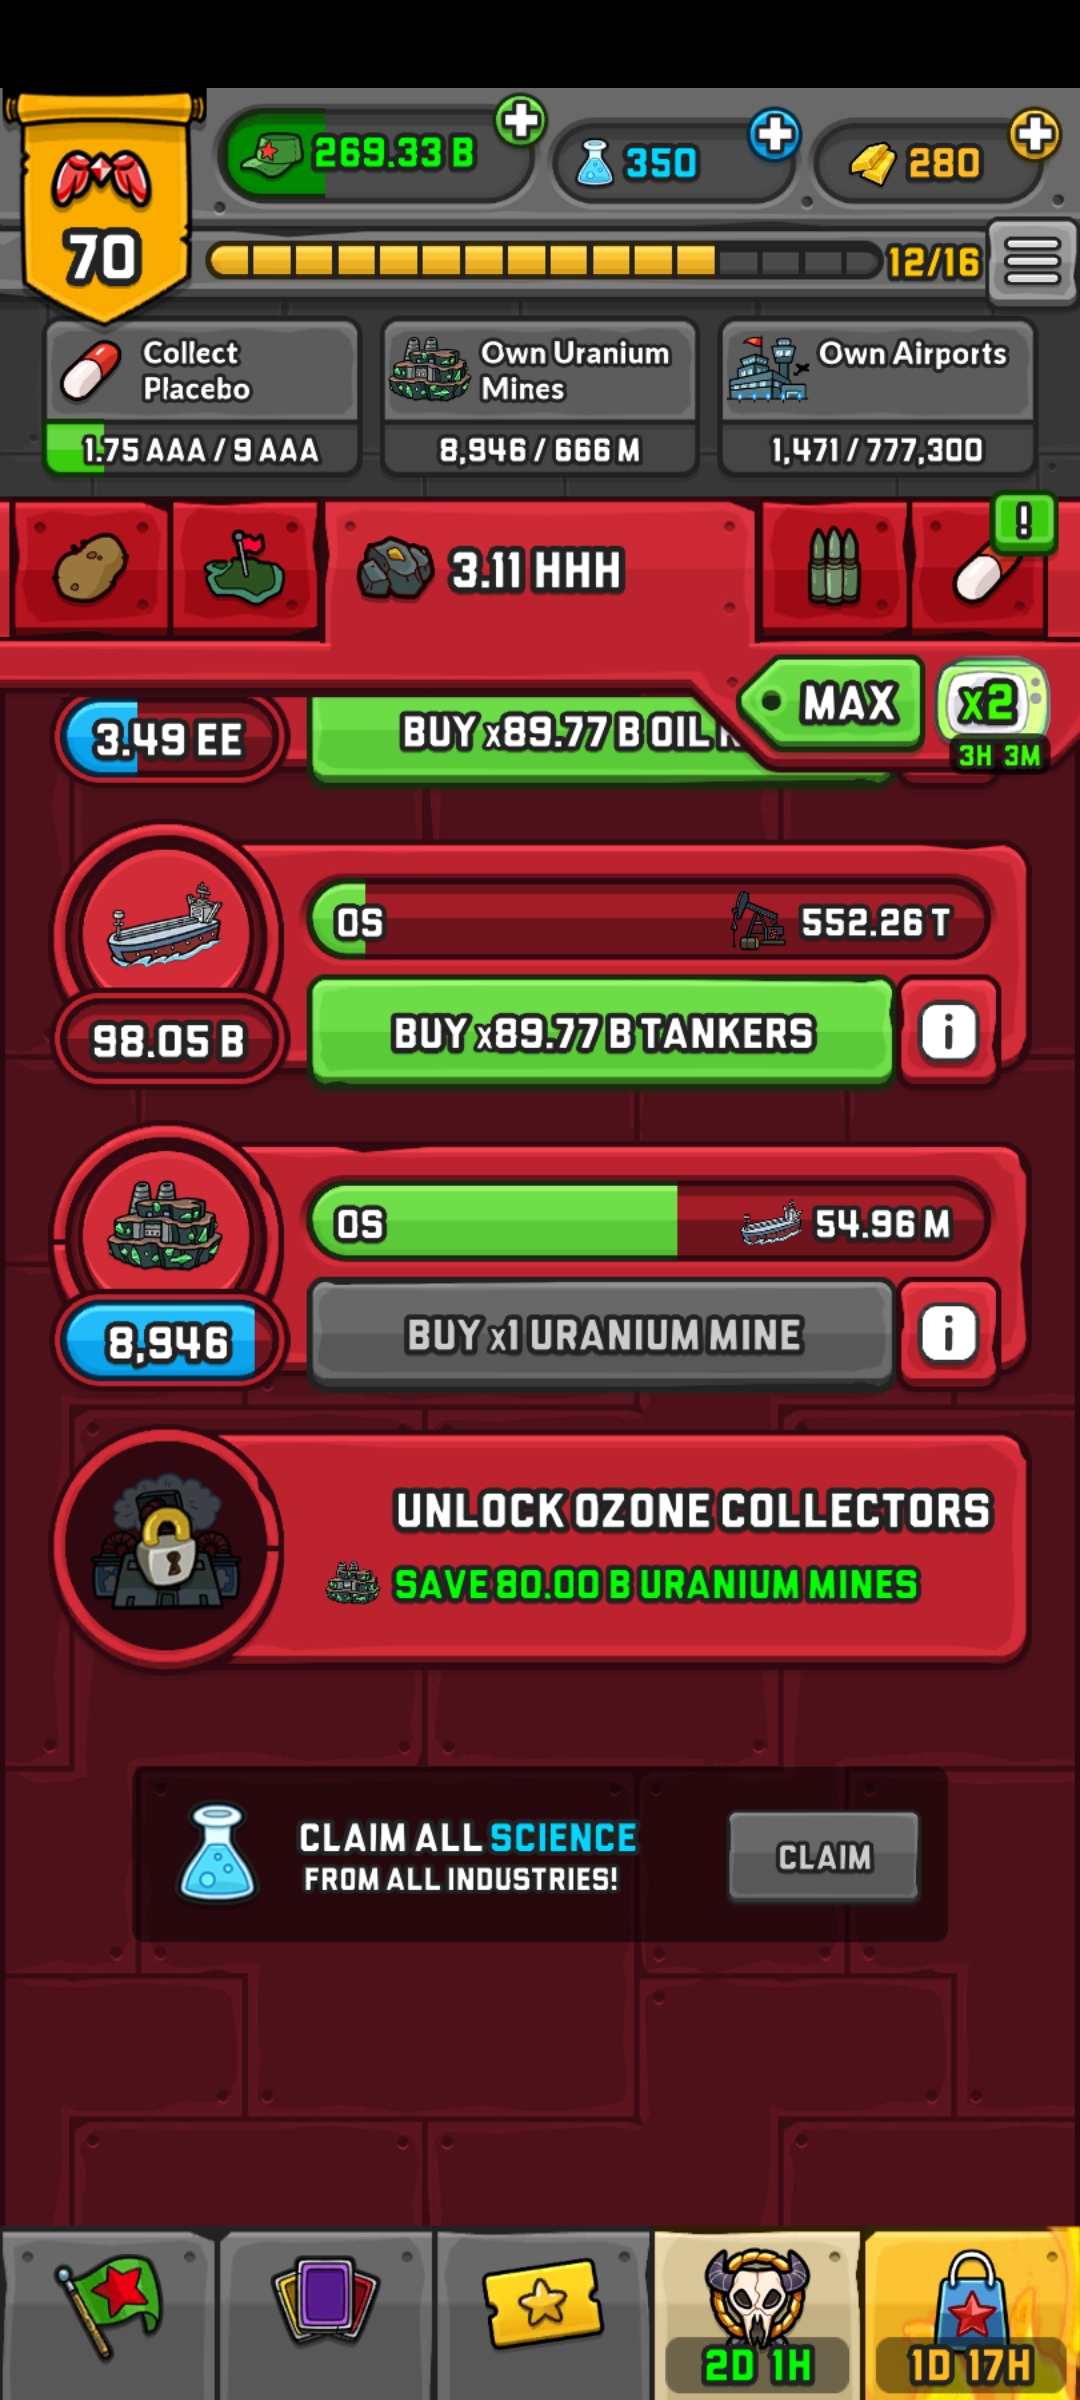 269.33 B
350
280
70
12/16
Collect
Placebo
1.75 AAA / 9 AAA
Own Uranium
Mines
8,946 / 666 M
Own Airports
1,471 / 777,300
3.11 HHH
!
MAX
x2
3H 3M
3.49 EE
BUY x89.77 B OIL
0S
552.26 T
98.05 B
BUY x89.77 B TANKERS
i
0S
54.96 M
8,946
BUY x1 URANIUM MINE
i
UNLOCK OZONE COLLECTORS
SAVE 80.00 B URANIUM MINES
CLAIM ALL SCIENCE
FROM ALL INDUSTRIES!
CLAIM
2D 1H
1D 17H